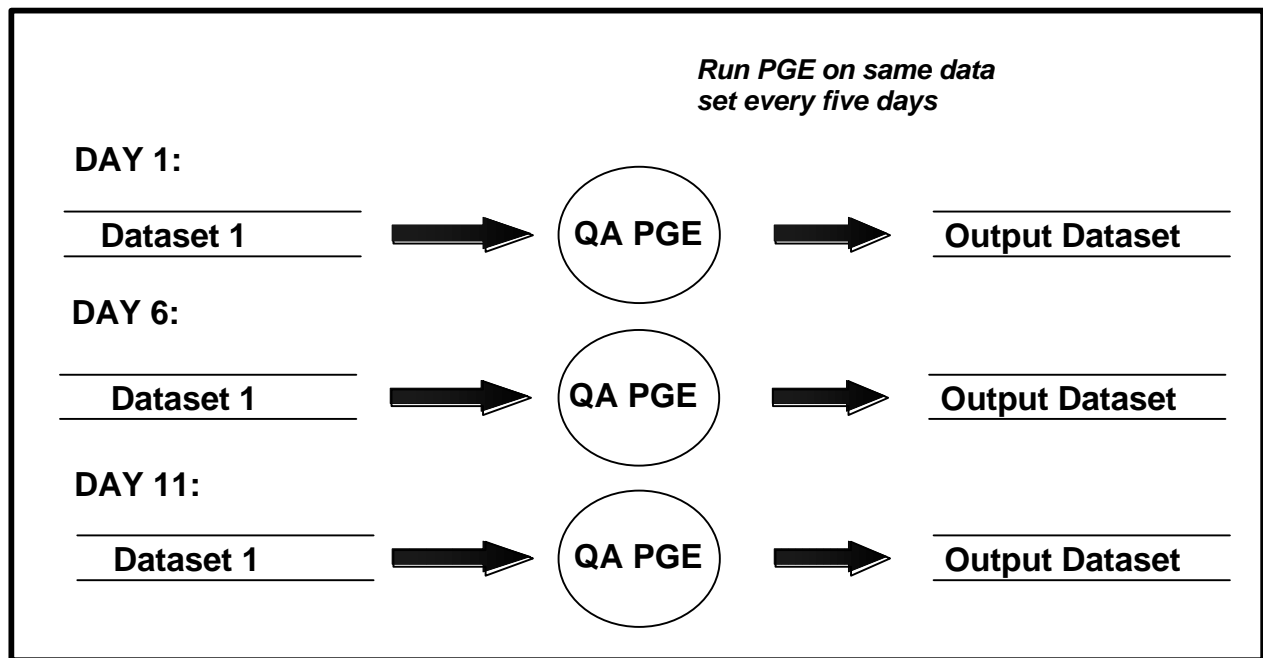 Run PGE on same data
set every five days
DAY 1:
Dataset 1
QA PGE
Output Dataset
DAY 6:
Dataset 1
QA PGE
Output Dataset
DAY 11:
Dataset 1
QA PGE
Output Dataset